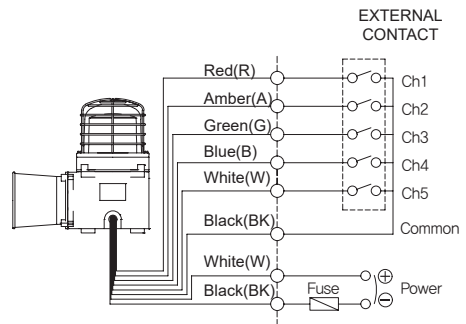 EXTERNAL
CONTACT
Red(R)
Ch1
Amber(A)
Ch2
Green(G)
Ch3
Blue(B)
Ch4
White(W)
Ch5
Black(BK)
Common
White(W)
⊕
Black(BK)
Fuse
Power
⊖